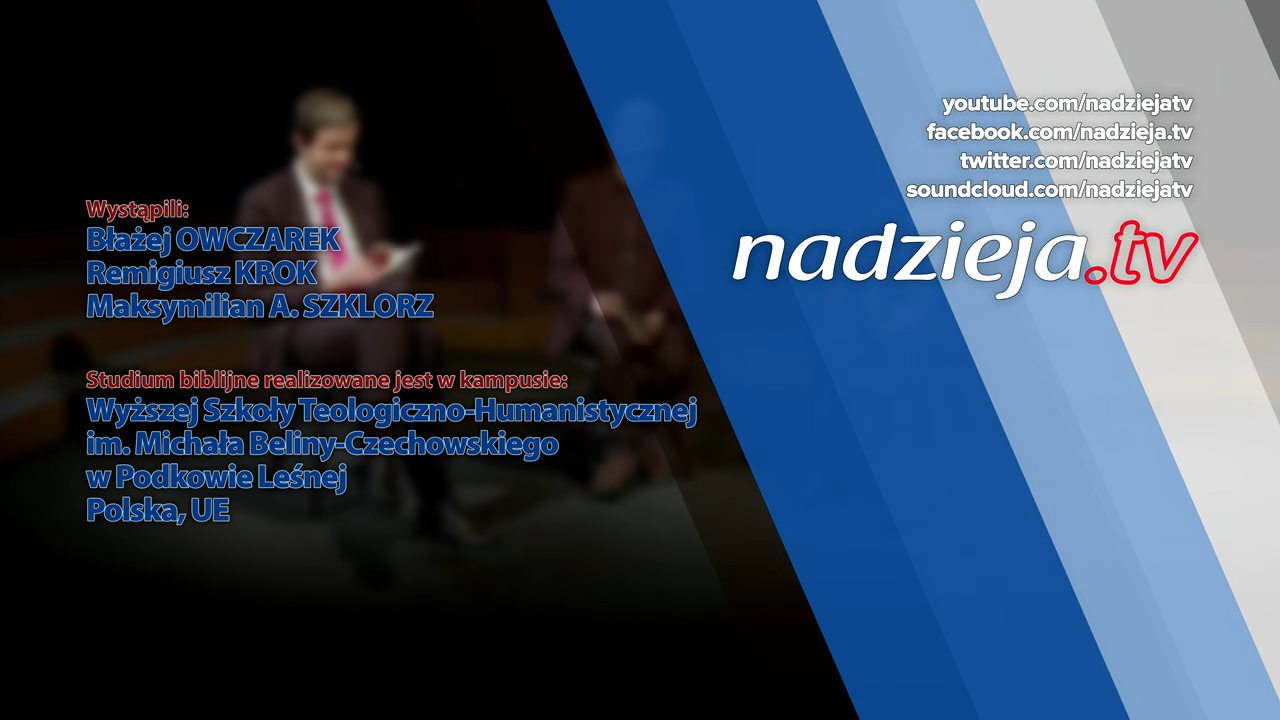 Wystąpili:
Błażej OWCZAREK
Remigiusz KROK
Maksymilian A. SZKLORZ
Studium biblijne realizowane jest w kampusie:
Wyższej Szkoły Teologiczno-Humanistycznej
im. Michała Beliny-Czechowskiego
w Podkowie Leśnej
Polska, UE
youtube.com/nadziejatv
facebook.com/nadzieja.tv
twitter.com/nadziejatv
soundcloud.com/nadziejatv
nadzieja.tv